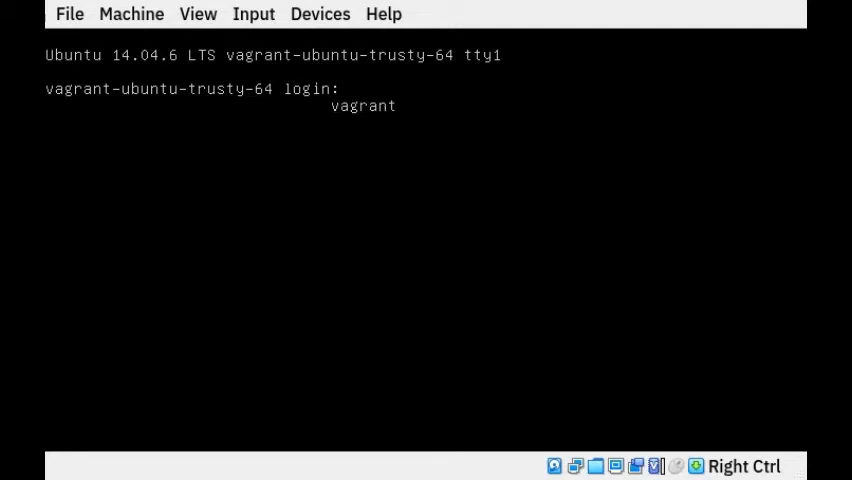 File Machine View Input Devices Help
Ubuntu 14.04.6 LTS vagrant-ubuntu-trusty-64 tty1
vagrant-ubuntu-trusty-64 login:
vagrant
Right Ctrl